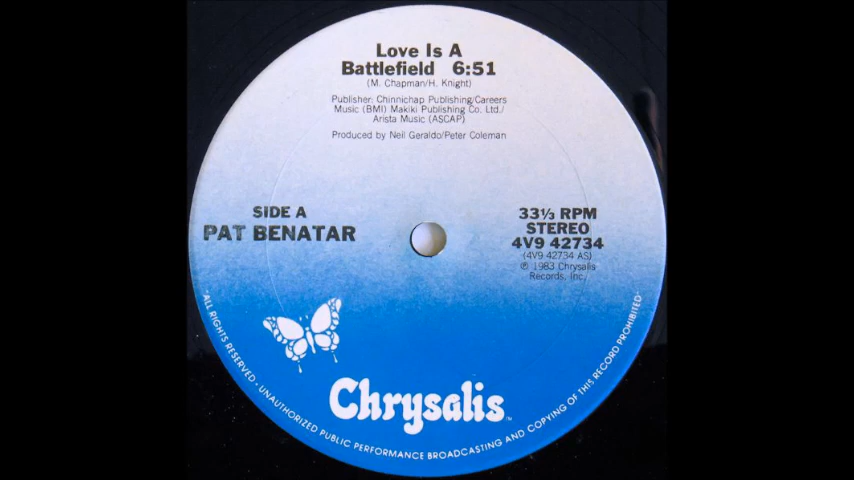 Love Is A
Battlefield 6:51
(M. Chapman/H. Knight)
Publisher: Chinnichap Publishing/Careers
Music (BMI) Makiki Publishing Co. Ltd./
Arista Music (ASCAP)
Produced by Neil Geraldo/Peter Coleman
SIDE A
PAT BENATAR
33⅓ RPM
STEREO
4V9 42734
(4V9 42734 AS)
℗ 1983 Chrysalis
Records, Inc.
Chrysalis™
-ALL RIGHTS RESERVED - UNAUTHORIZED PUBLIC PERFORMANCE BROADCASTING AND COPYING OF THIS RECORD PROHIBITED-